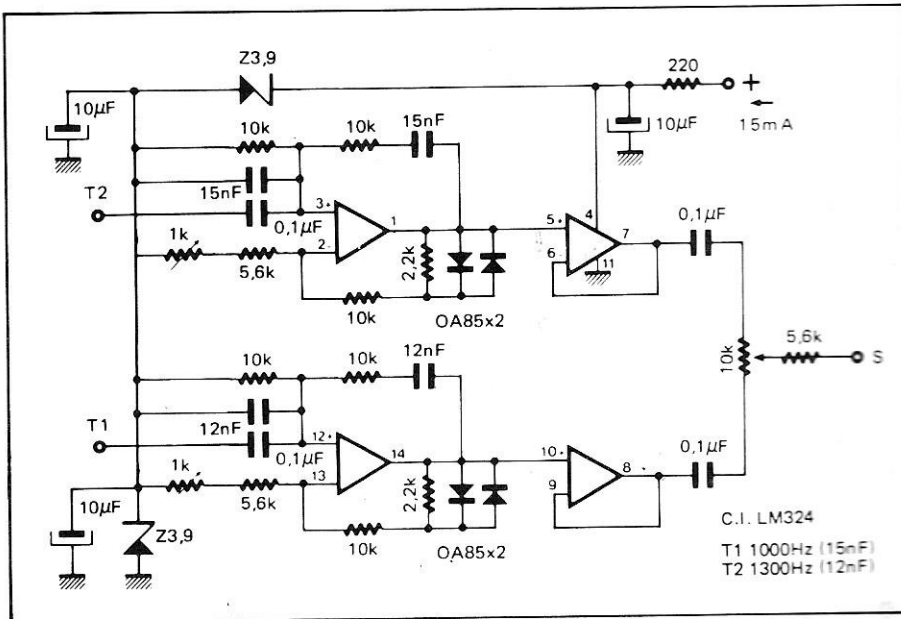 Z3,9
220
+
10µF
10k
10k
15nF
10µF
15mA
T2
15nF
0,1µF
3+
1
5+
4
7
0,1µF
1k
2-
6-
11
5,6k
2,2k
10k
OA85x2
10k
10k
12nF
10k
5,6k
S
T1
12nF
0,1µF
12+
14
10+
8
0,1µF
1k
13
9
10µF
5,6k
2,2k
Z3,9
10k
OA85x2
C.I. LM324
T1 1000Hz (15nF)
T2 1300Hz (12nF)